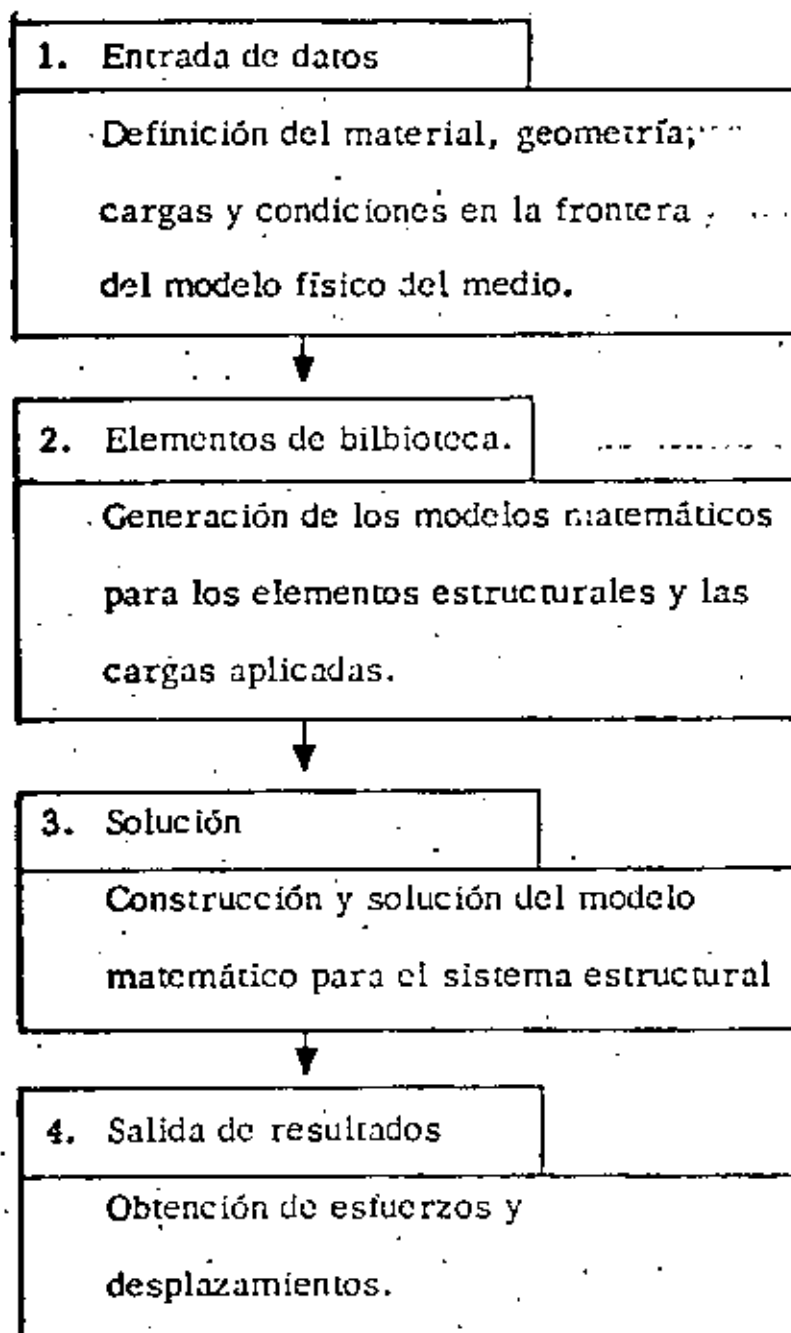 1. Entrada de datos
Definición del material, geometría,
cargas y condiciones en la frontera
del modelo físico del medio.
2. Elementos de bilbioteca.
Generación de los modelos matemáticos
para los elementos estructurales y las
cargas aplicadas.
3. Solución
Construcción y solución del modelo
matemático para el sistema estructural
4. Salida de resultados
Obtención de esfuerzos y
desplazamientos.